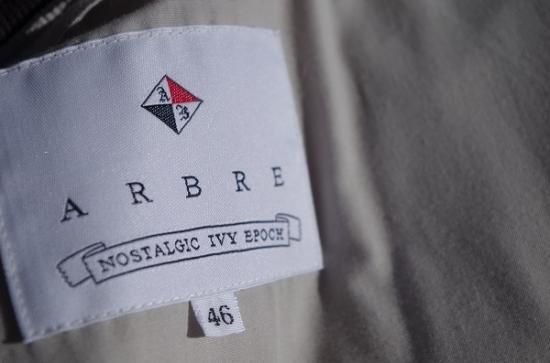 A B
ARBRE
NOSTALGIC IVY EPOCH
46